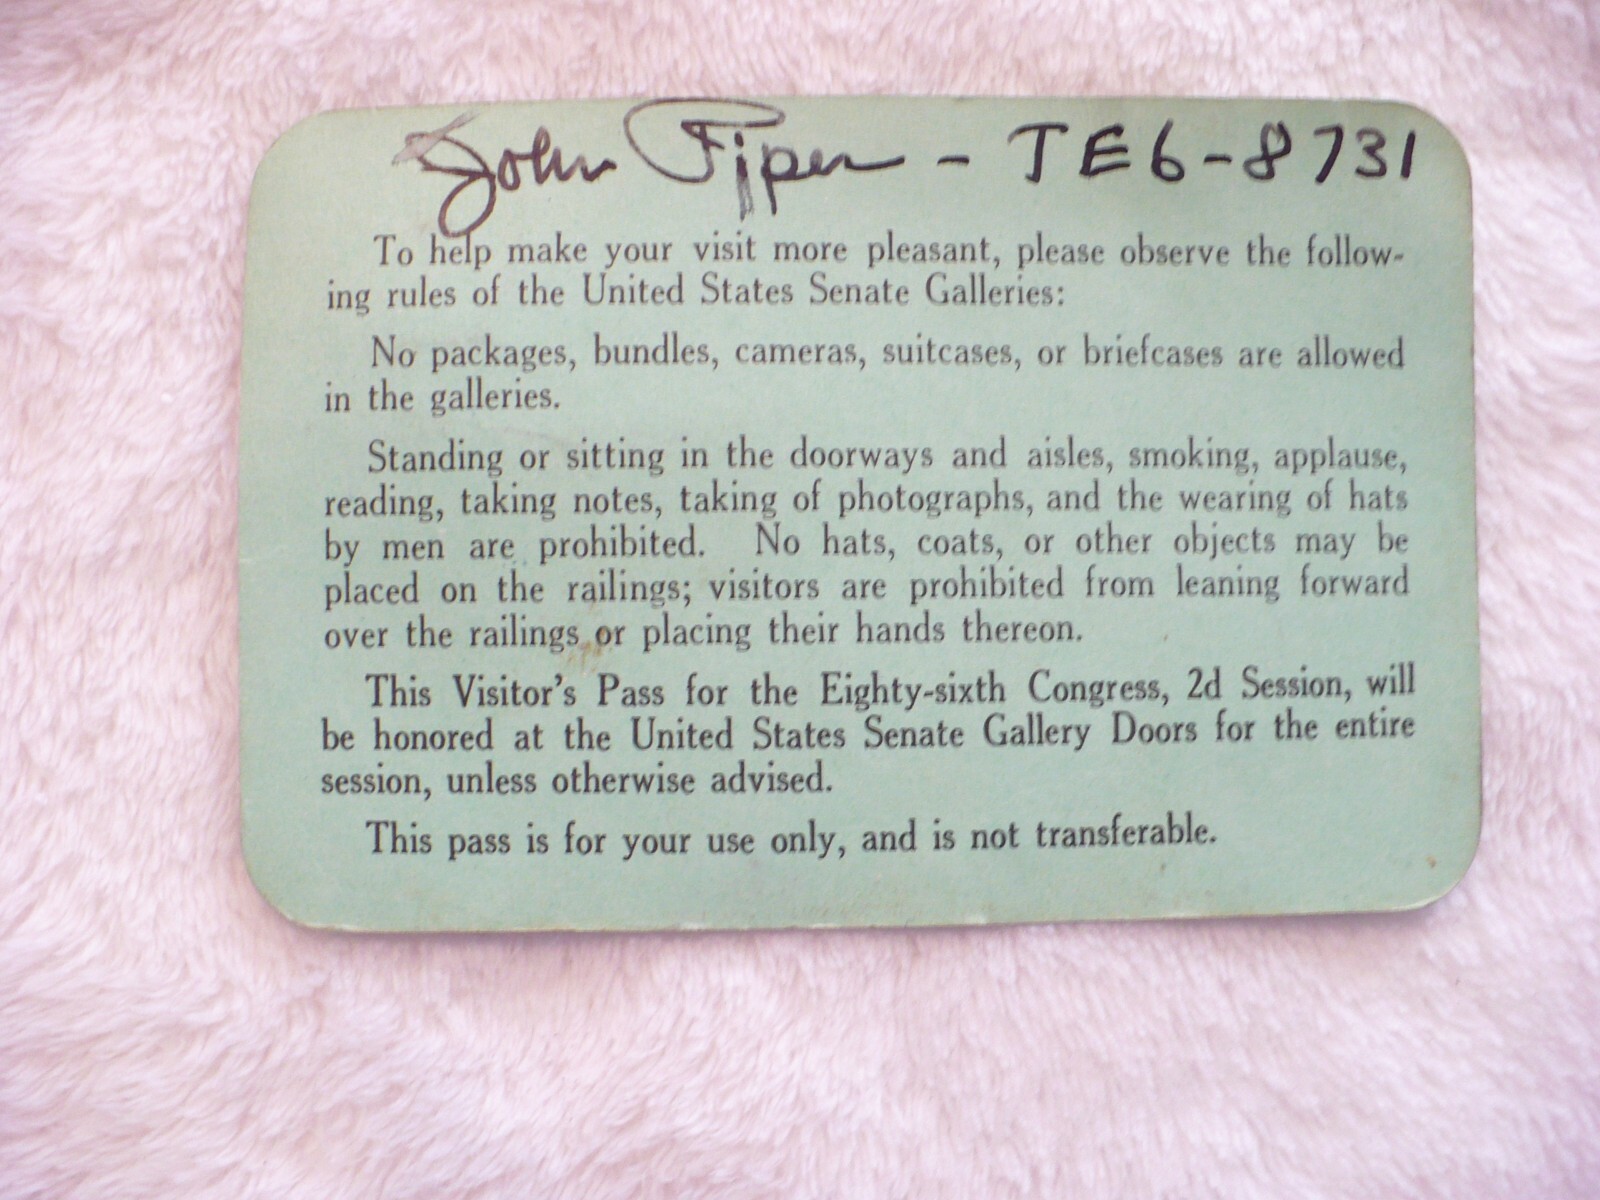 John Piper - TE6-8731
To help make your visit more pleasant, please observe the follow-
ing rules of the United States Senate Galleries:
No packages, bundles, cameras, suitcases, or briefcases are allowed
in the galleries.
Standing or sitting in the doorways and aisles, smoking, applause,
reading, taking notes, taking of photographs, and the wearing of hats
by men are prohibited. No hats, coats, or other objects may be
placed on the railings; visitors are prohibited from leaning forward
over the railings or placing their hands thereon.
This Visitor's Pass for the Eighty-sixth Congress, 2d Session, will
be honored at the United States Senate Gallery Doors for the entire
session, unless otherwise advised.
This pass is for your use only, and is not transferable.